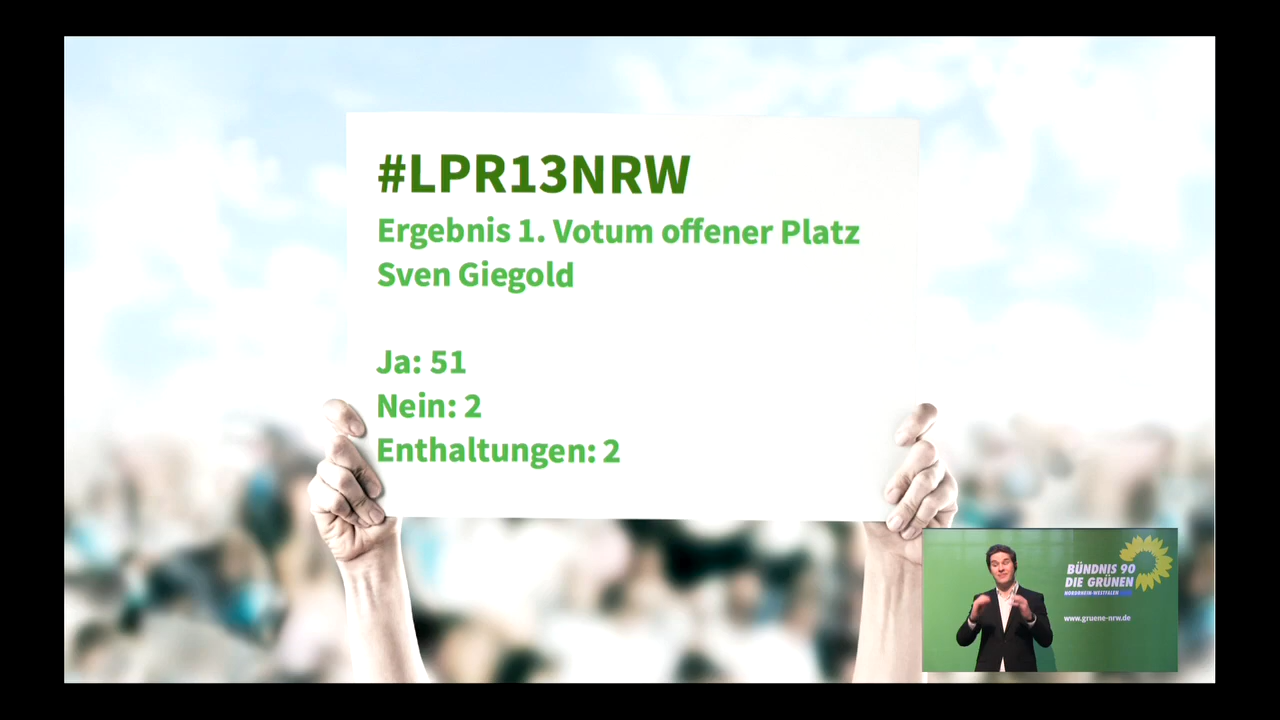 #LPR13NRW
Ergebnis 1. Votum offener Platz
Sven Giegold
Ja: 51
Nein: 2
Enthaltungen: 2
BÜNDNIS 90
DIE GRÜNEN
NORDRHEIN-WESTFALEN
www.gruene-nrw.de